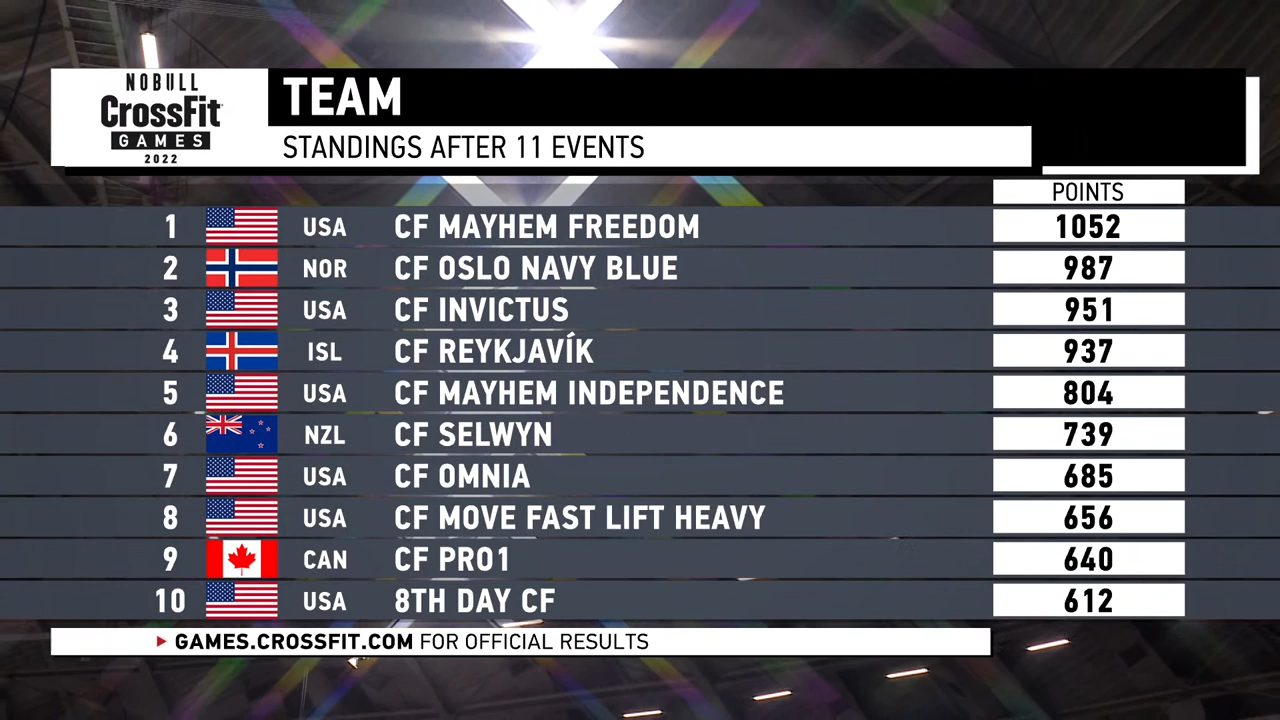 NOBULL
CrossFit
GAMES
2022
TEAM
STANDINGS AFTER 11 EVENTS
POINTS
1 USA CF MAYHEM FREEDOM 1052
2 NOR CF OSLO NAVY BLUE 987
3 USA CF INVICTUS 951
4 ISL CF REYKJAVÍK 937
5 USA CF MAYHEM INDEPENDENCE 804
6 NZL CF SELWYN 739
7 USA CF OMNIA 685
8 USA CF MOVE FAST LIFT HEAVY 656
9 CAN CF PRO1 640
10 USA 8TH DAY CF 612
GAMES.CROSSFIT.COM FOR OFFICIAL RESULTS